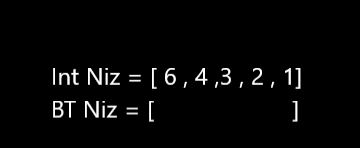 Int Niz = [ 6 , 4 ,3 , 2 , 1]
BT Niz = [ ]